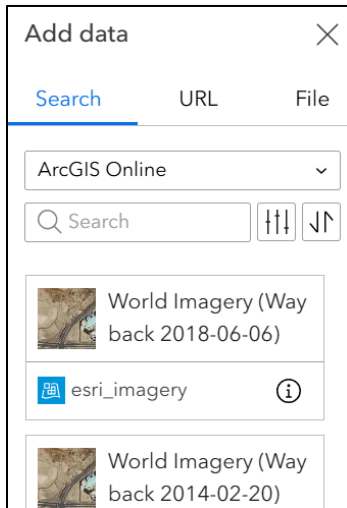 Add data
Search URL File
ArcGIS Online
Search
World Imagery (Way
back 2018-06-06)
esri_imagery
World Imagery (Way
back 2014-02-20)